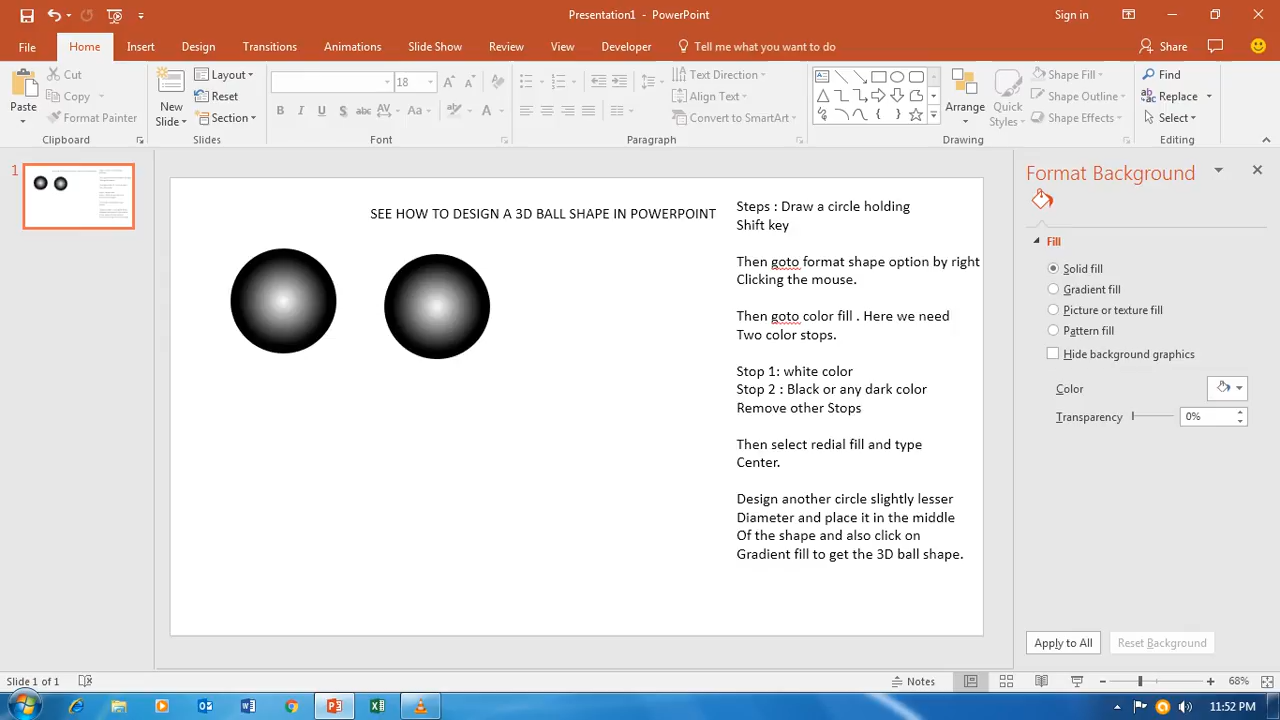 Presentation1 - PowerPoint
Sign in
File
Home
Insert
Design
Transitions
Animations
Slide Show
Review
View
Developer
Tell me what you want to do
Share
Paste
Cut
Copy
Format Painter
Clipboard
New
Slide
Layout
Reset
Section
Slides
18
B
I
U
S
abc
AV
Aa
A
Font
Text Direction
Align Text
Convert to SmartArt
Paragraph
Arrange
Quick
Styles
Shape Fill
Shape Outline
Shape Effects
Drawing
Find
Replace
Select
Editing
1
SEE HOW TO DESIGN A 3D BALL SHAPE IN POWERPOINT
Steps : Draw a circle holding
Shift key
Then goto format shape option by right
Clicking the mouse.
Then goto color fill . Here we need
Two color stops.
Stop 1: white color
Stop 2 : Black or any dark color
Remove other Stops
Then select redial fill and type
Center.
Design another circle slightly lesser
Diameter and place it in the middle
Of the shape and also click on
Gradient fill to get the 3D ball shape.
Format Background
Fill
Solid fill
Gradient fill
Picture or texture fill
Pattern fill
Hide background graphics
Color
Transparency
0%
Apply to All
Reset Background
Slide 1 of 1
Notes
68%
11:52 PM